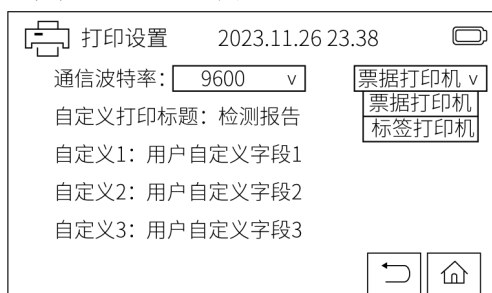 打印设置 2023.11.26 23.38
通信波特率： 9600 v 票据打印机 v
票据打印机
自定义打印标题：检测报告 标签打印机
自定义1：用户自定义字段1
自定义2：用户自定义字段2
自定义3：用户自定义字段3